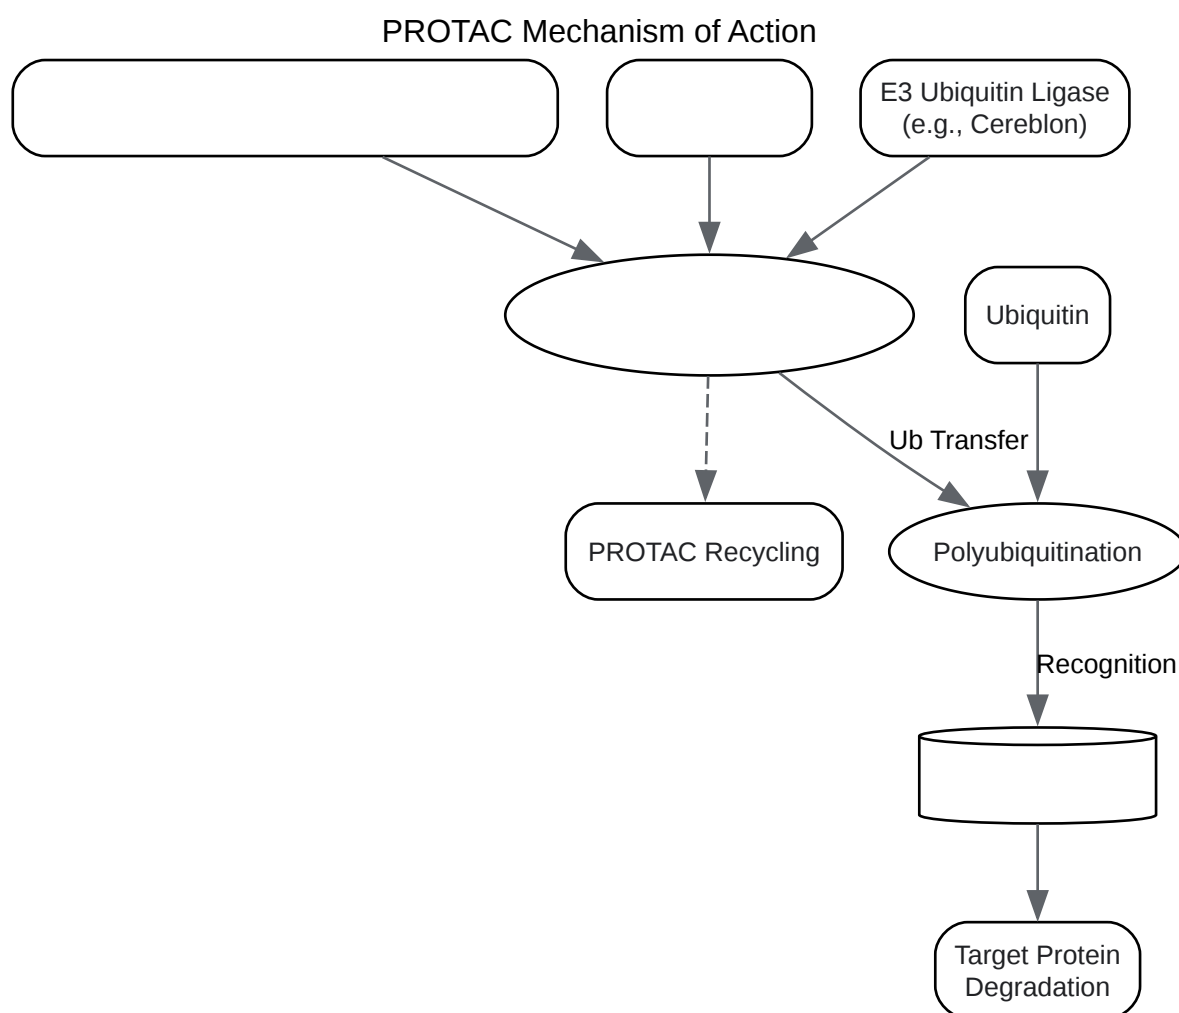 PROTAC Mechanism of Action
E3 Ubiquitin Ligase
(e.g., Cereblon)
Ubiquitin
Ub Transfer
PROTAC Recycling
Polyubiquitination
Recognition
Target Protein
Degradation